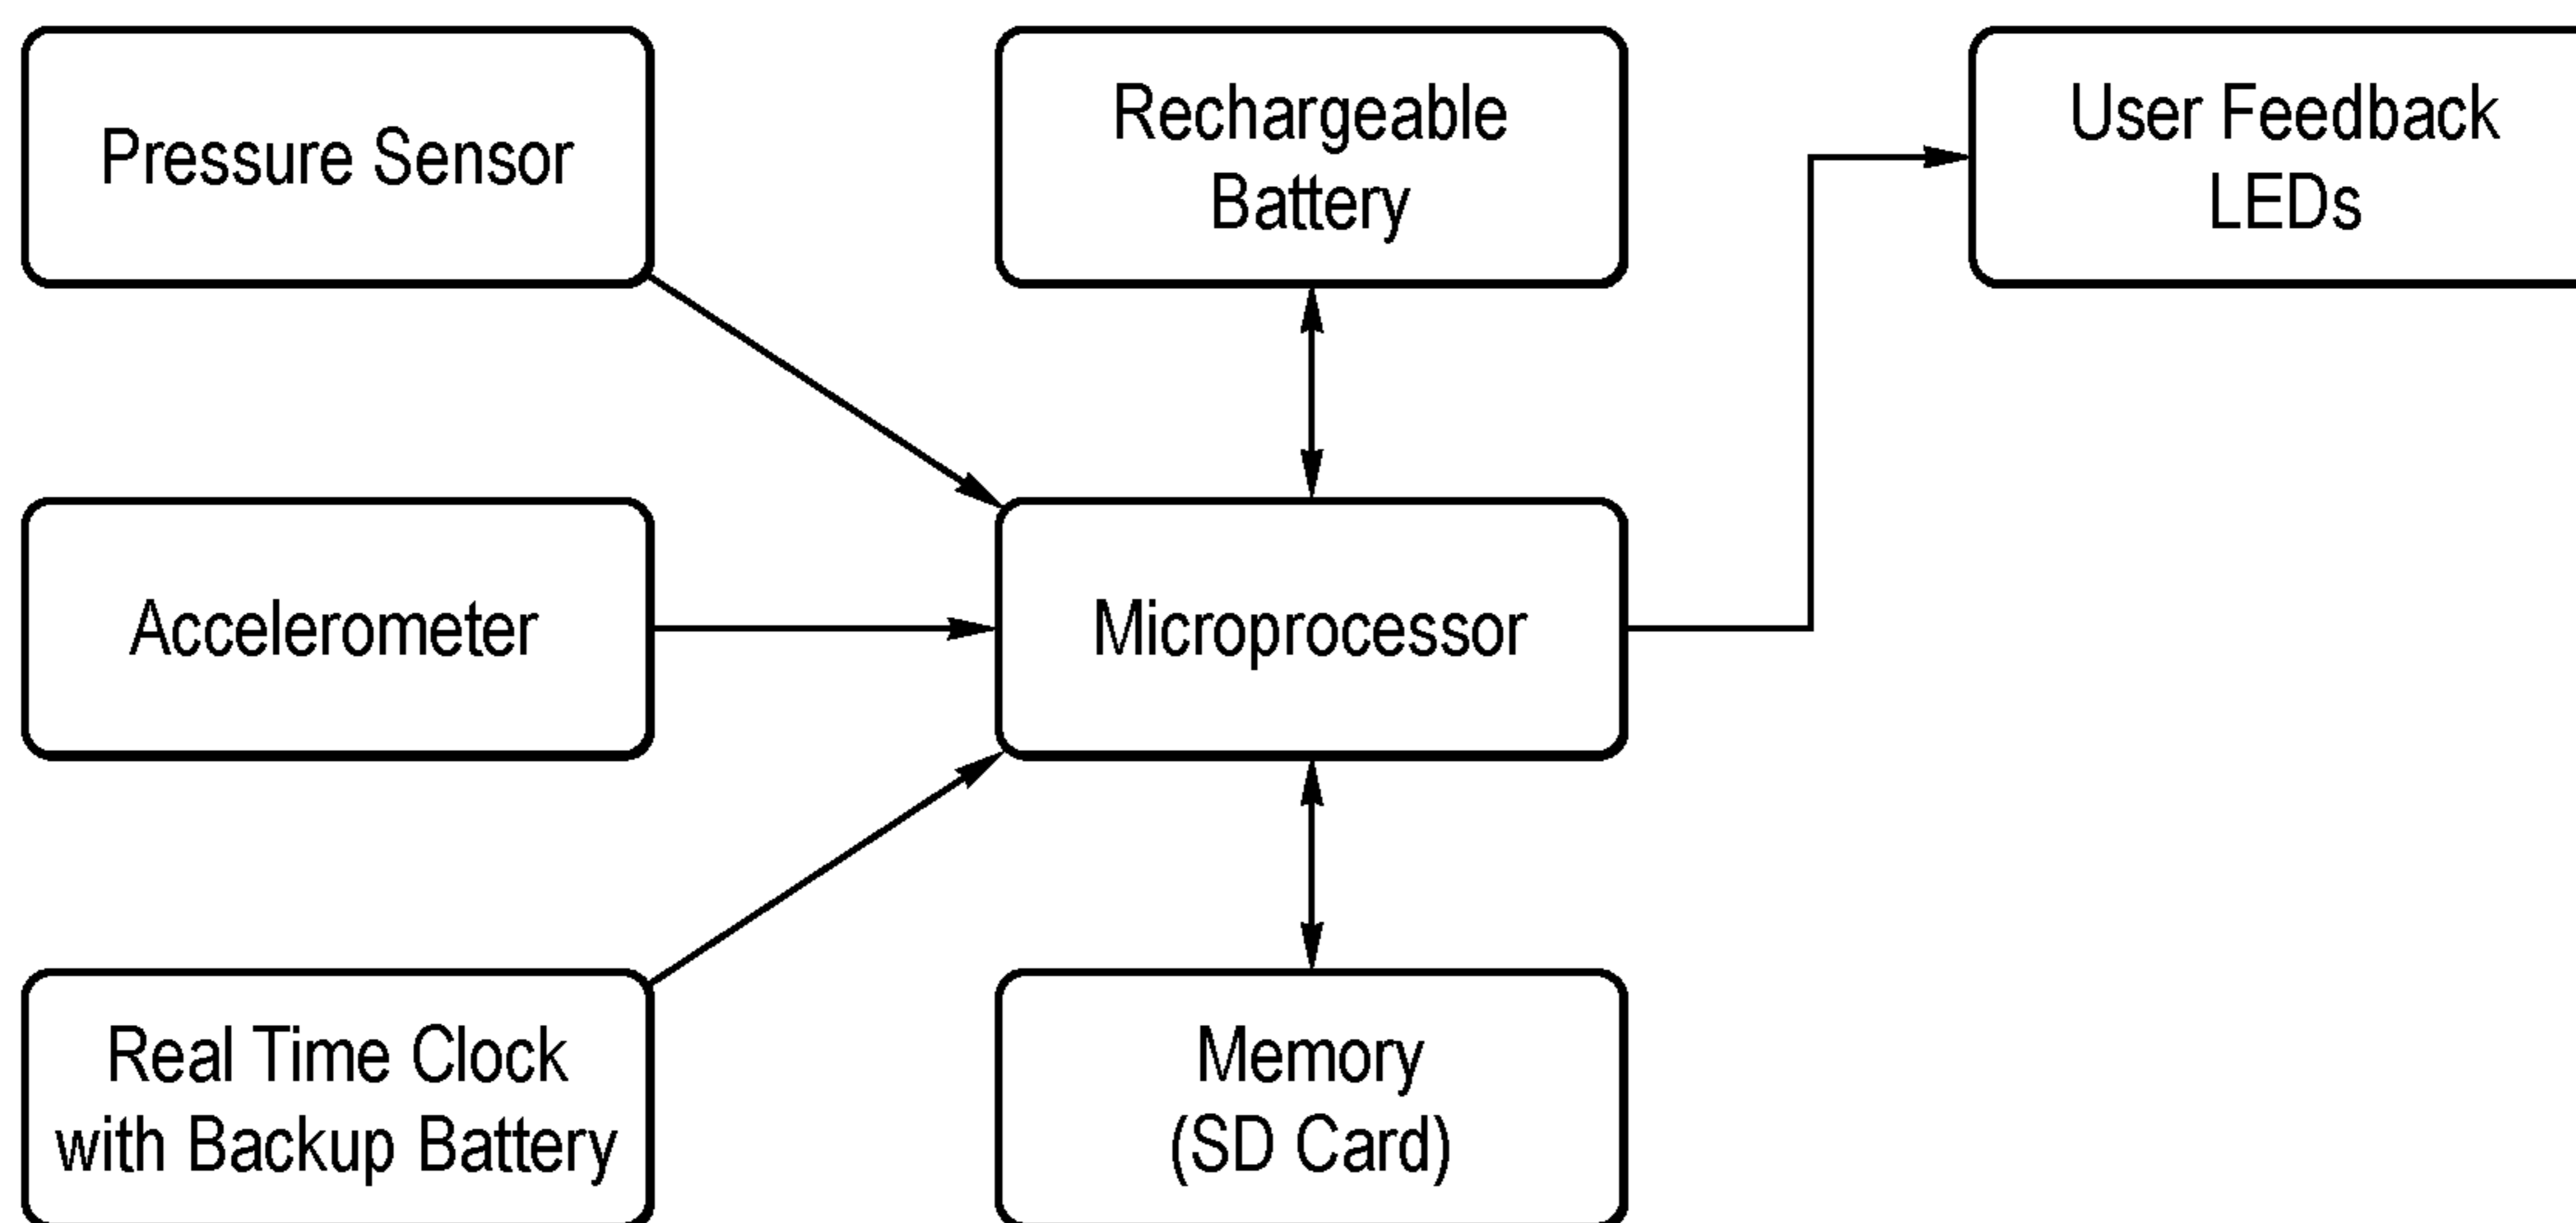 Pressure Sensor
Rechargeable
Battery
User Feedback
LEDs
Accelerometer
Microprocessor
Real Time Clock
with Backup Battery
Memory
(SD Card)